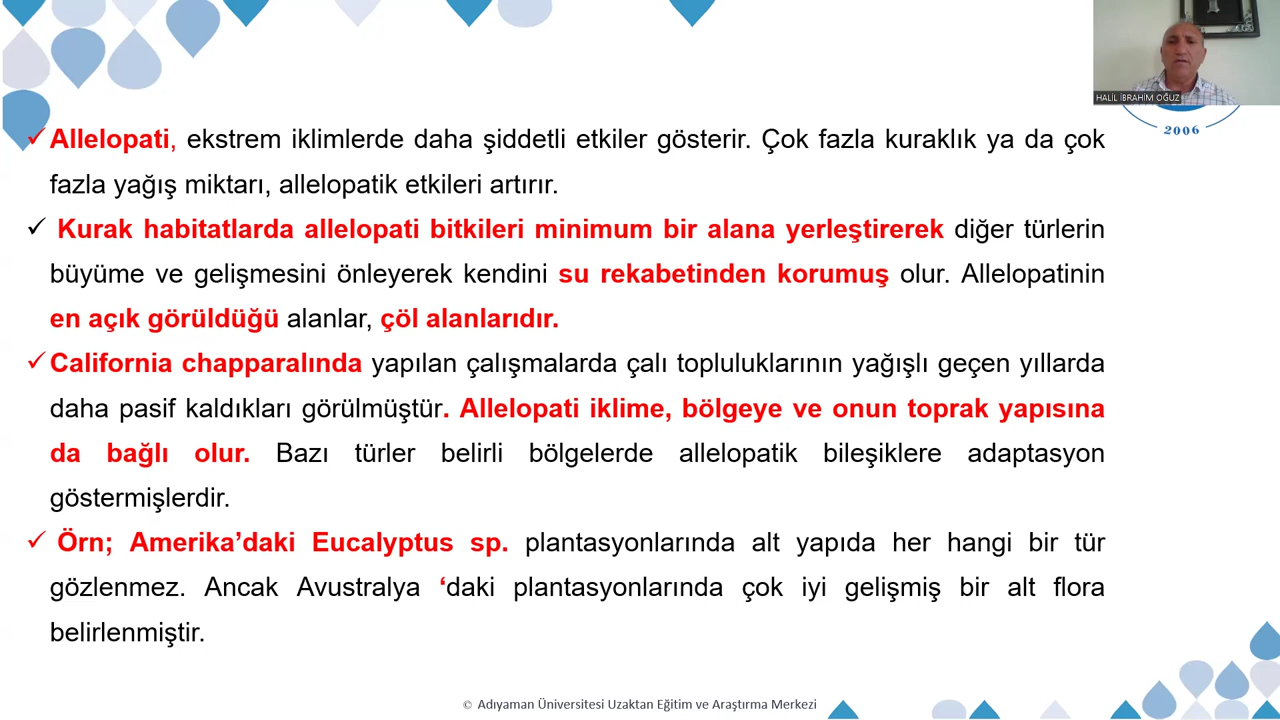 HALİL İBRAHİM OĞUZ
2006
Allelopati, ekstrem iklimlerde daha şiddetli etkiler gösterir. Çok fazla kuraklık ya da çok
fazla yağış miktarı, allelopatik etkileri artırır.
Kurak habitatlarda allelopati bitkileri minimum bir alana yerleştirerek diğer türlerin
büyüme ve gelişmesini önleyerek kendini su rekabetinden korumuş olur. Allelopatinin
en açık görüldüğü alanlar, çöl alanlarıdır.
California chapparalında yapılan çalışmalarda çalı topluluklarının yağışlı geçen yıllarda
daha pasif kaldıkları görülmüştür. Allelopati iklime, bölgeye ve onun toprak yapısına
da bağlı olur. Bazı türler belirli bölgelerde allelopatik bileşiklere adaptasyon
göstermişlerdir.
Örn; Amerika’daki Eucalyptus sp. plantasyonlarında alt yapıda her hangi bir tür
gözlenmez. Ancak Avustralya ‘daki plantasyonlarında çok iyi gelişmiş bir alt flora
belirlenmiştir.
© Adıyaman Üniversitesi Uzaktan Eğitim ve Araştırma Merkezi